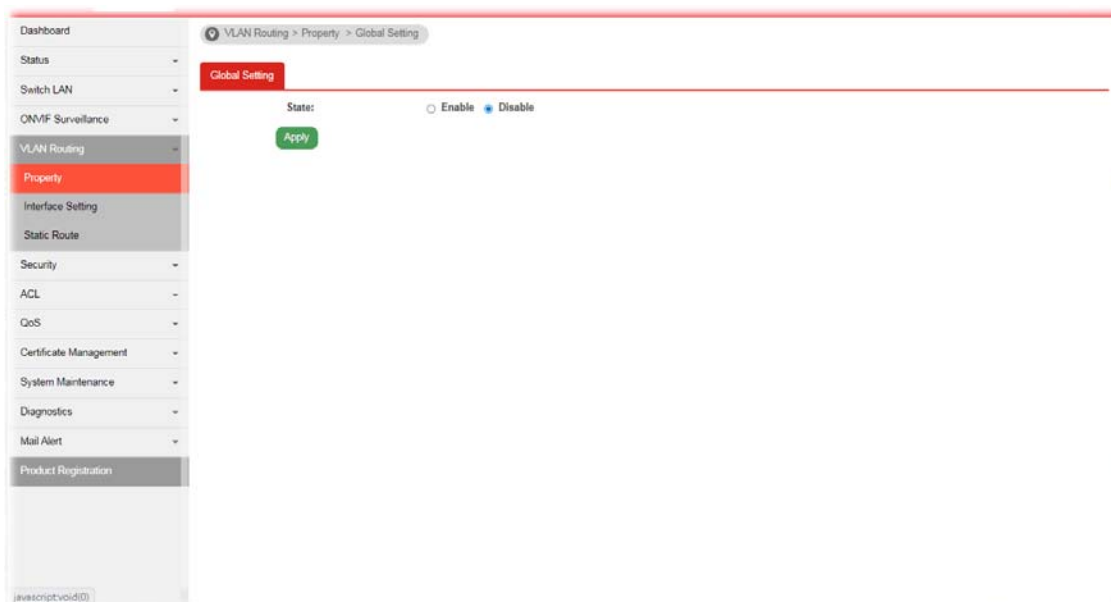 Dashboard
Status
Switch LAN
ONVIF Surveillance
VLAN Routing
Property
Interface Setting
Static Route
Security
ACL
QoS
Certificate Management
System Maintenance
Diagnostics
Mail Alert
Product Registration
javascript:void(0)
VLAN Routing > Property > Global Setting
Global Setting
State: Enable Disable
Apply